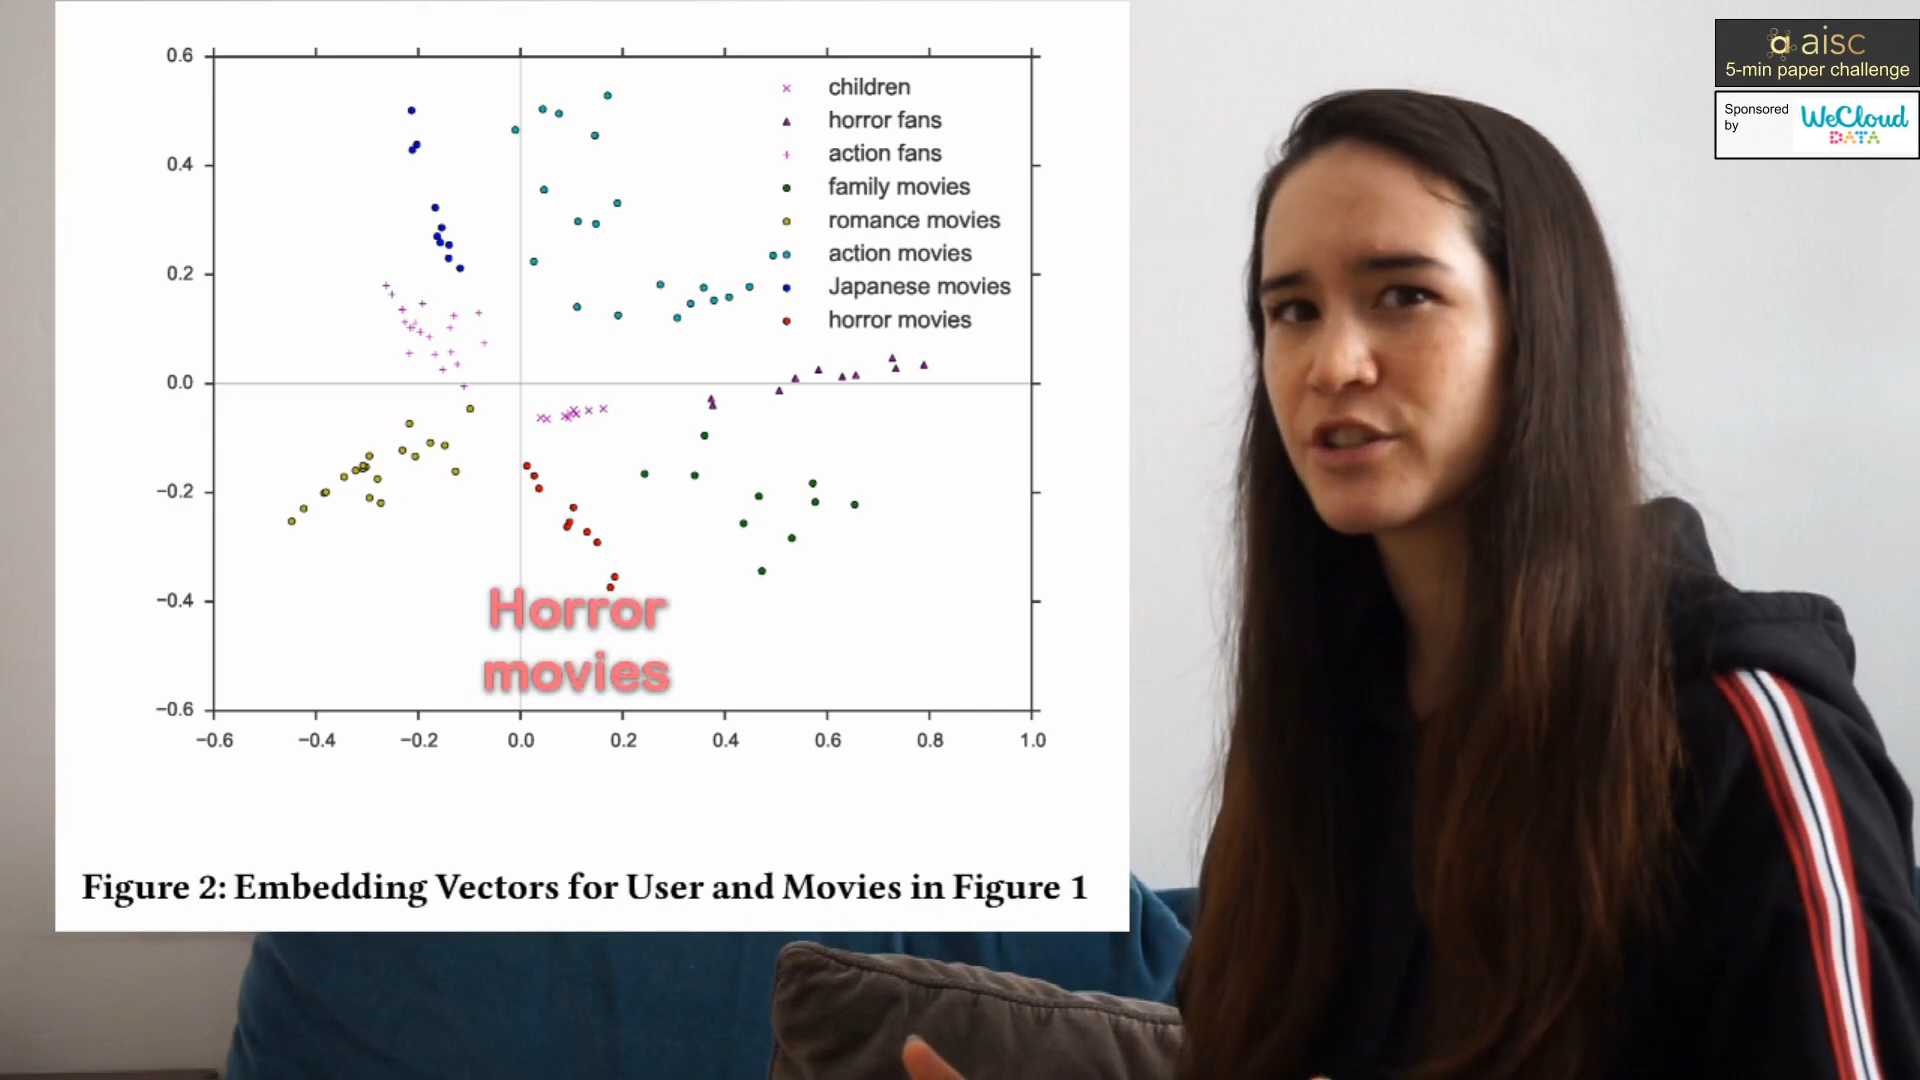 aisc
5-min paper challenge
Sponsored
by
WeCloud
DATA
0.6
0.4
0.2
0.0
−0.2
−0.4
−0.6
−0.6
−0.4
−0.2
0.0
0.2
0.4
0.6
0.8
1.0
children
horror fans
action fans
family movies
romance movies
action movies
Japanese movies
horror movies
Horror
movies
Figure 2: Embedding Vectors for User and Movies in Figure 1